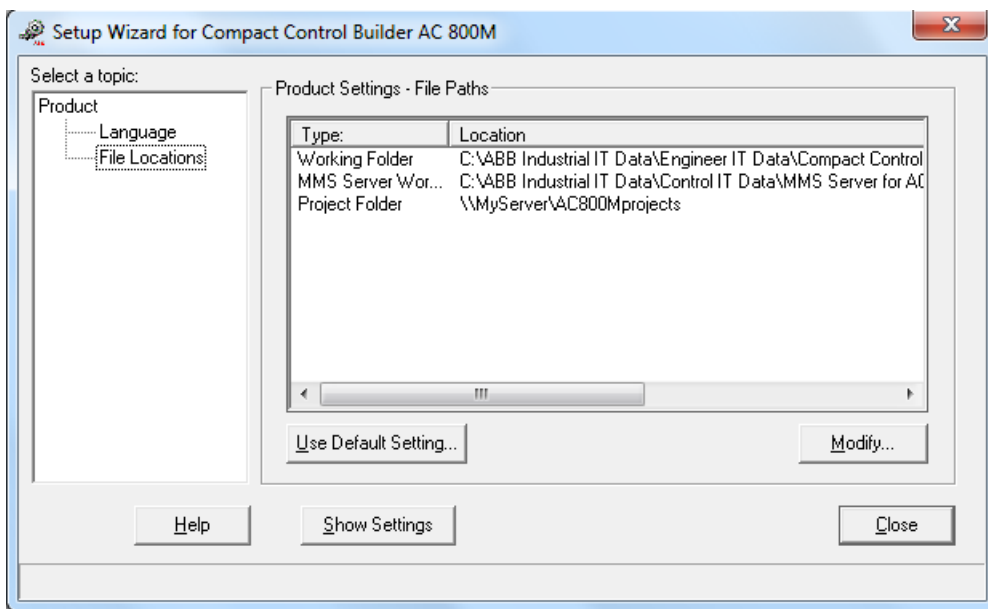 Setup Wizard for Compact Control Builder AC 800M
Select a topic:
Product
Language
File Locations
Product Settings - File Paths
Type: Location
Working Folder C:\ABB Industrial IT Data\Engineer IT Data\Compact Control
MMS Server Wor... C:\ABB Industrial IT Data\Control IT Data\MMS Server for AC
Project Folder \\MyServer\AC800Mprojects
Use Default Setting... Modify...
Help Show Settings Close